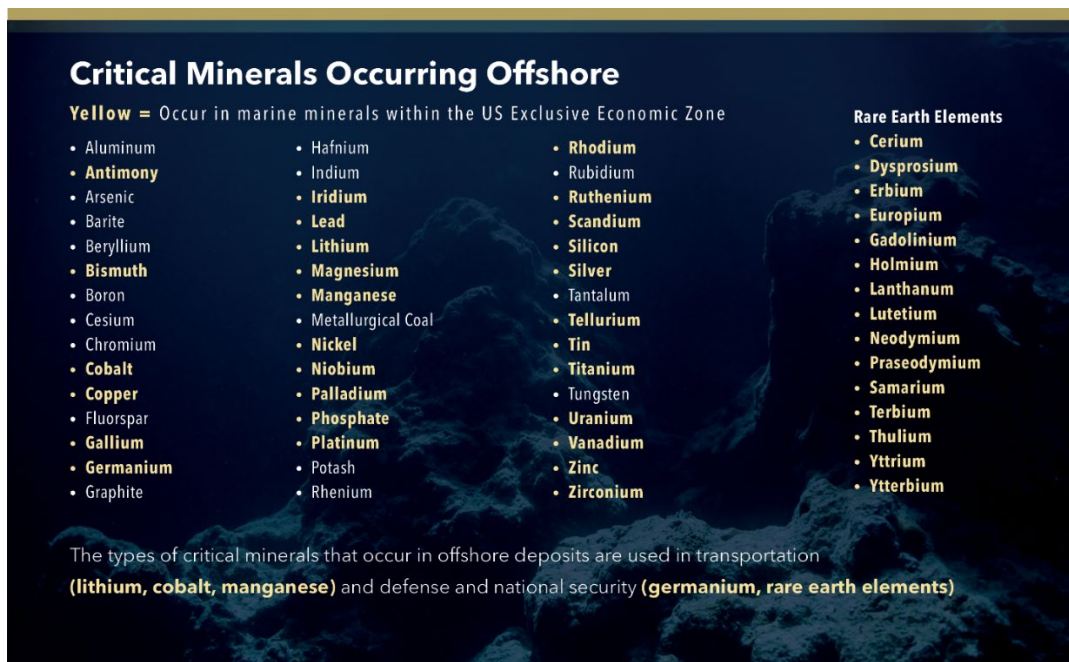 Critical Minerals Occurring Offshore
Yellow = Occur in marine minerals within the US Exclusive Economic Zone
• Aluminum
• Antimony
• Arsenic
• Barite
• Beryllium
• Bismuth
• Boron
• Cesium
• Chromium
• Cobalt
• Copper
• Fluorspar
• Gallium
• Germanium
• Graphite
• Hafnium
• Indium
• Iridium
• Lead
• Lithium
• Magnesium
• Manganese
• Metallurgical Coal
• Nickel
• Niobium
• Palladium
• Phosphate
• Platinum
• Potash
• Rhenium
• Rhodium
• Rubidium
• Ruthenium
• Scandium
• Silicon
• Silver
• Tantalum
• Tellurium
• Tin
• Titanium
• Tungsten
• Uranium
• Vanadium
• Zinc
• Zirconium
Rare Earth Elements
• Cerium
• Dysprosium
• Erbium
• Europium
• Gadolinium
• Holmium
• Lanthanum
• Lutetium
• Neodymium
• Praseodymium
• Samarium
• Terbium
• Thulium
• Yttrium
• Ytterbium
The types of critical minerals that occur in offshore deposits are used in transportation
(lithium, cobalt, manganese) and defense and national security (germanium, rare earth elements)